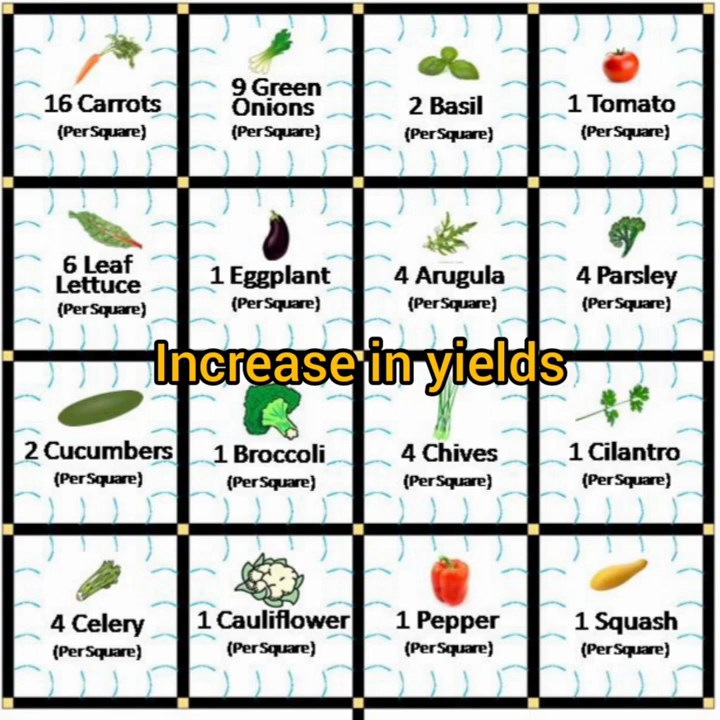 16 Carrots
(Per Square)
9 Green
Onions
(Per Square)
2 Basil
(Per Square)
1 Tomato
(Per Square)
6 Leaf
Lettuce
(Per Square)
1 Eggplant
(Per Square)
4 Arugula
(Per Square)
4 Parsley
(Per Square)
Increase in yields
2 Cucumbers
(Per Square)
1 Broccoli
(Per Square)
4 Chives
(Per Square)
1 Cilantro
(Per Square)
4 Celery
(Per Square)
1 Cauliflower
(Per Square)
1 Pepper
(Per Square)
1 Squash
(Per Square)